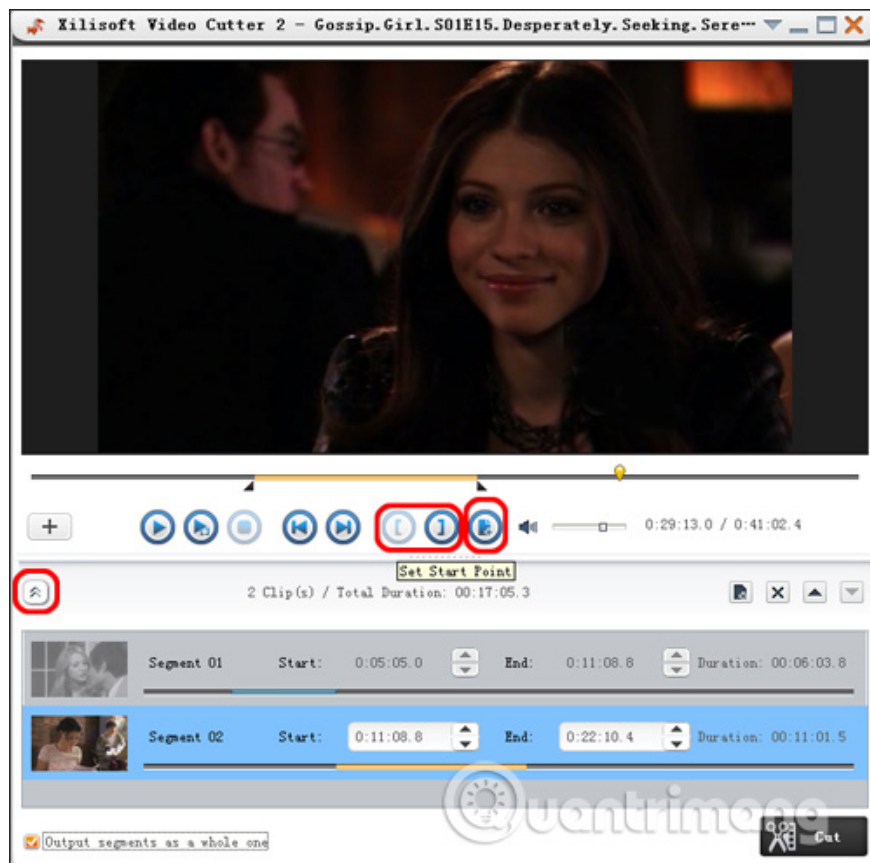 Xilisoft Video Cutter 2 - Gossip.Girl.S01E15.Desperately.Seeking.Sere…
0:29:13.0 / 0:41:02.4
Set Start Point
2 Clip(s) / Total Duration: 00:17:05.3
Segment 01 Start: 0:05:05.0 End: 0:11:08.8 Duration: 00:06:03.8
Segment 02 Start: 0:11:08.8 End: 0:22:10.4 Duration: 00:11:01.5
Quantrimang
Output segments as a whole one
Cut